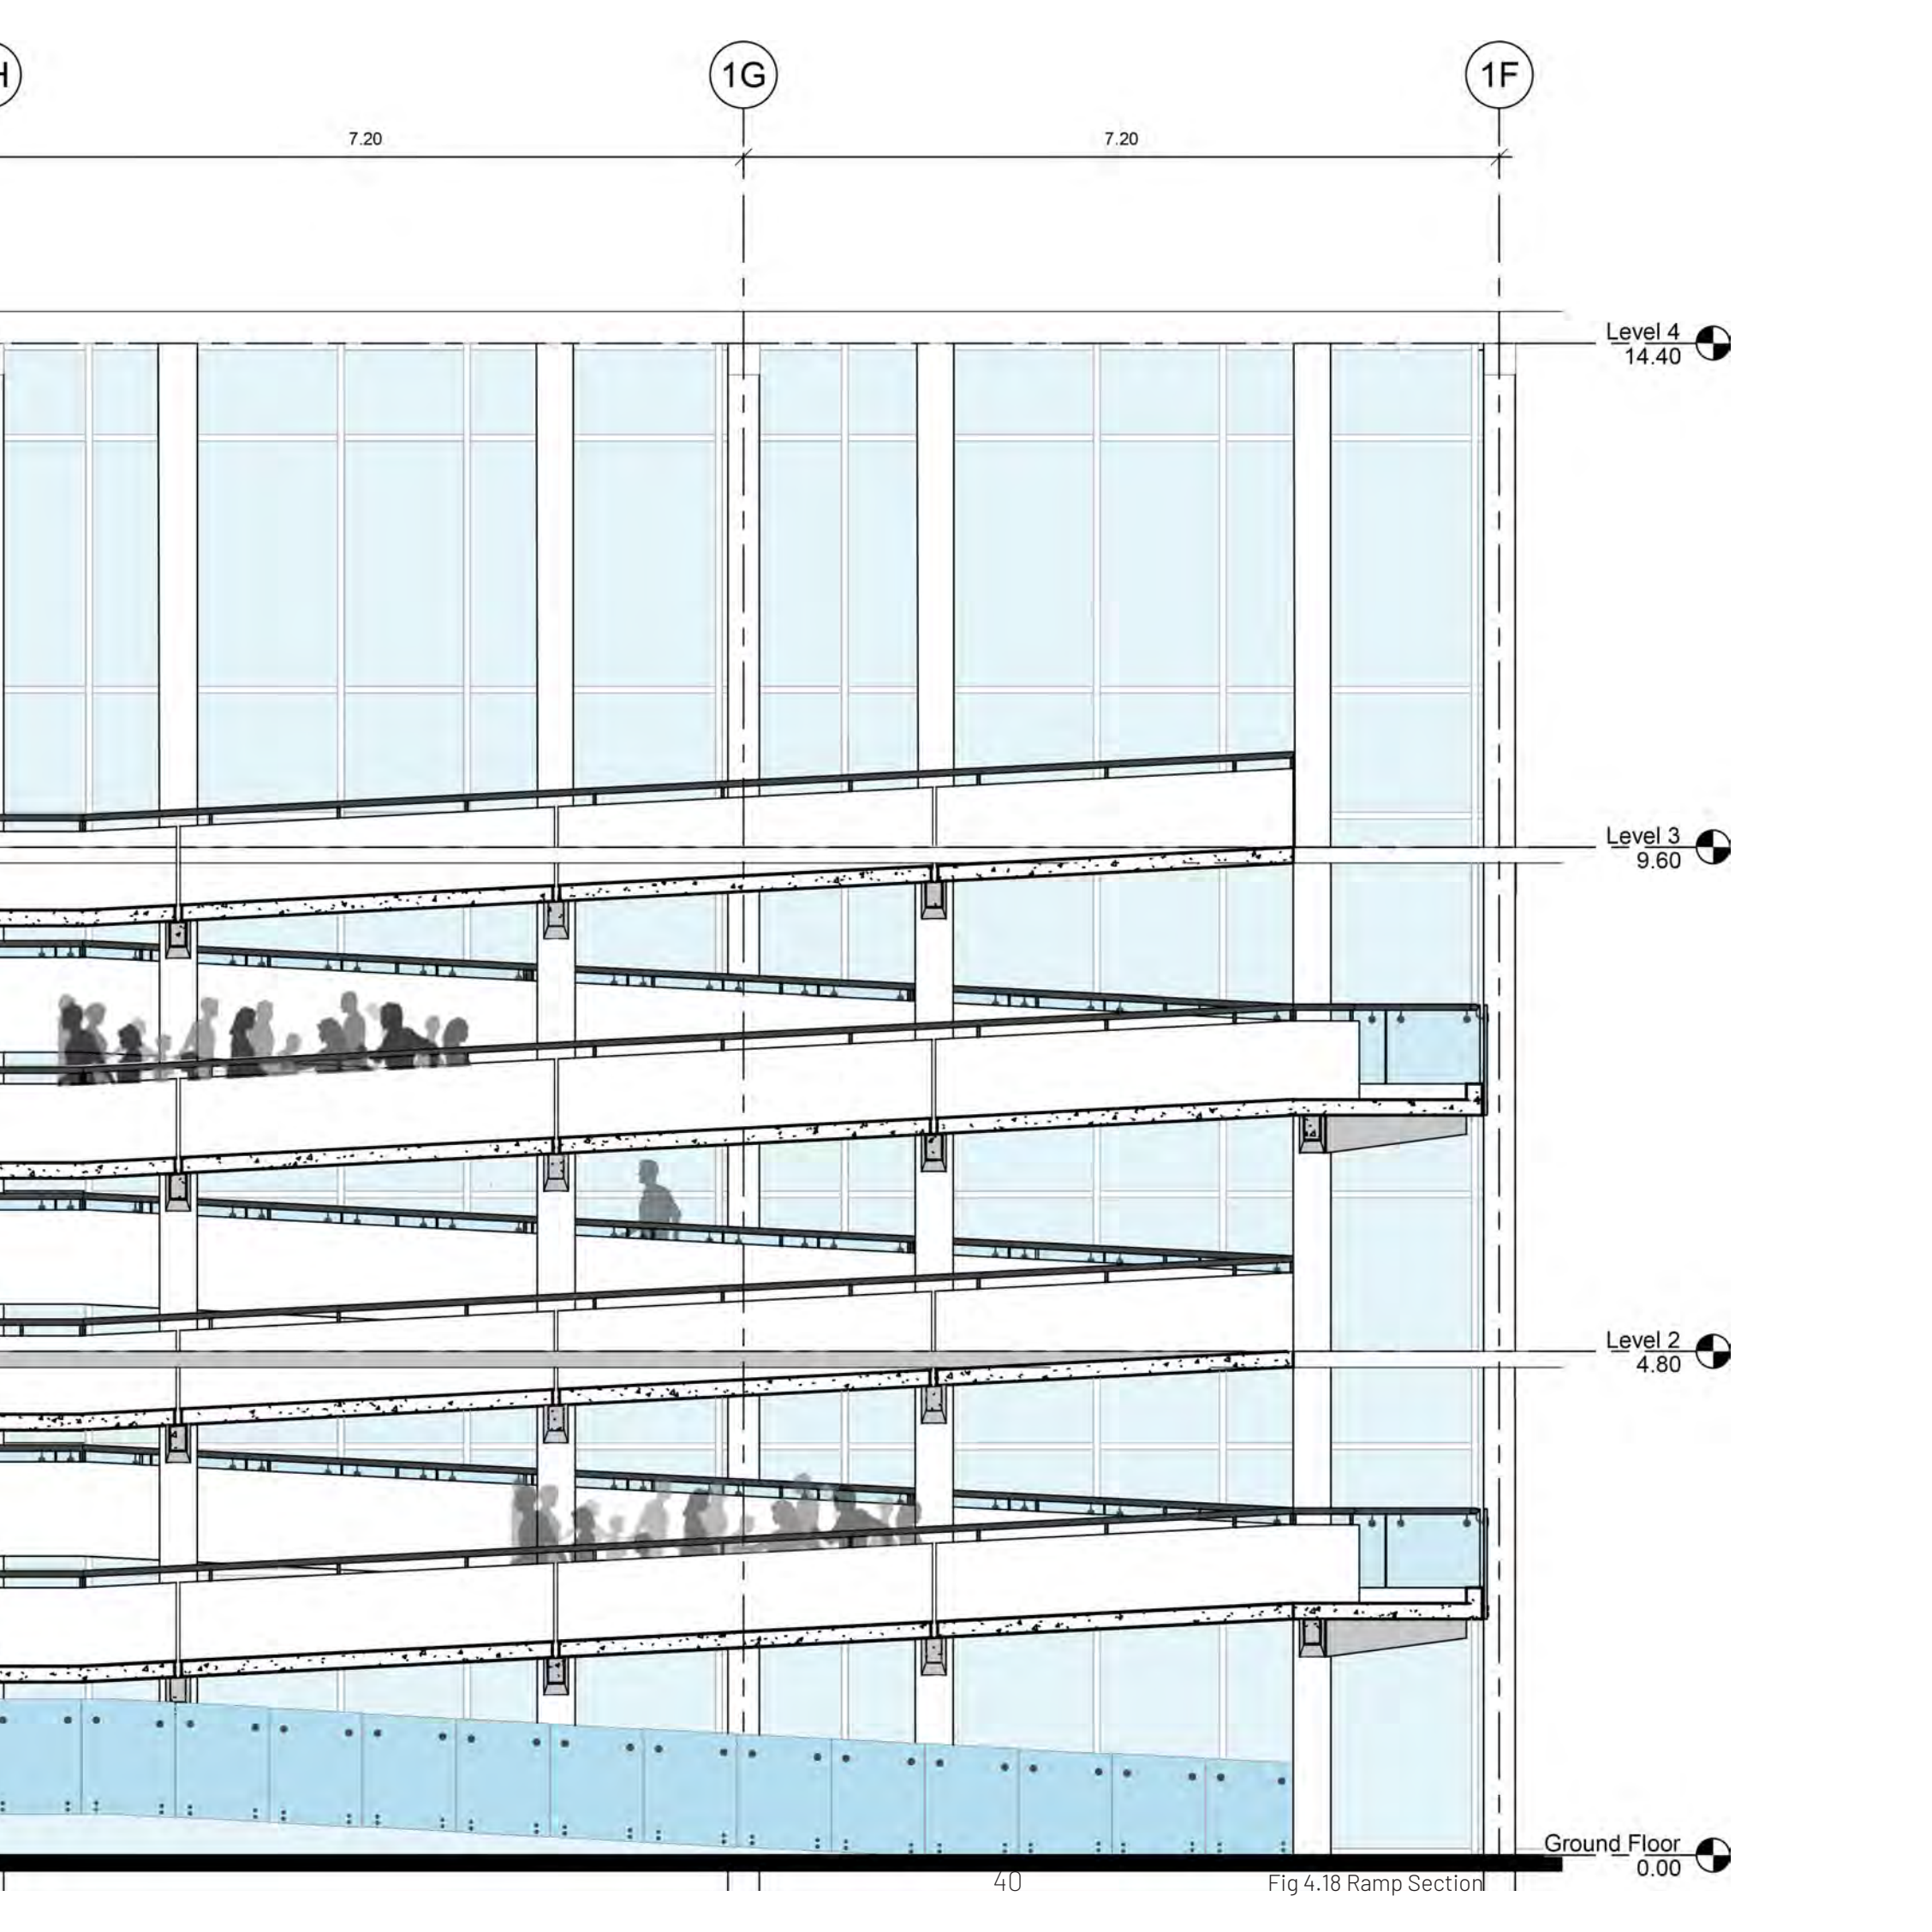 H 1G 1F
7.20 7.20
Level 4
14.40
Level 3
9.60
Level 2
4.80
Ground Floor
0.00
40
Fig 4.18 Ramp Section